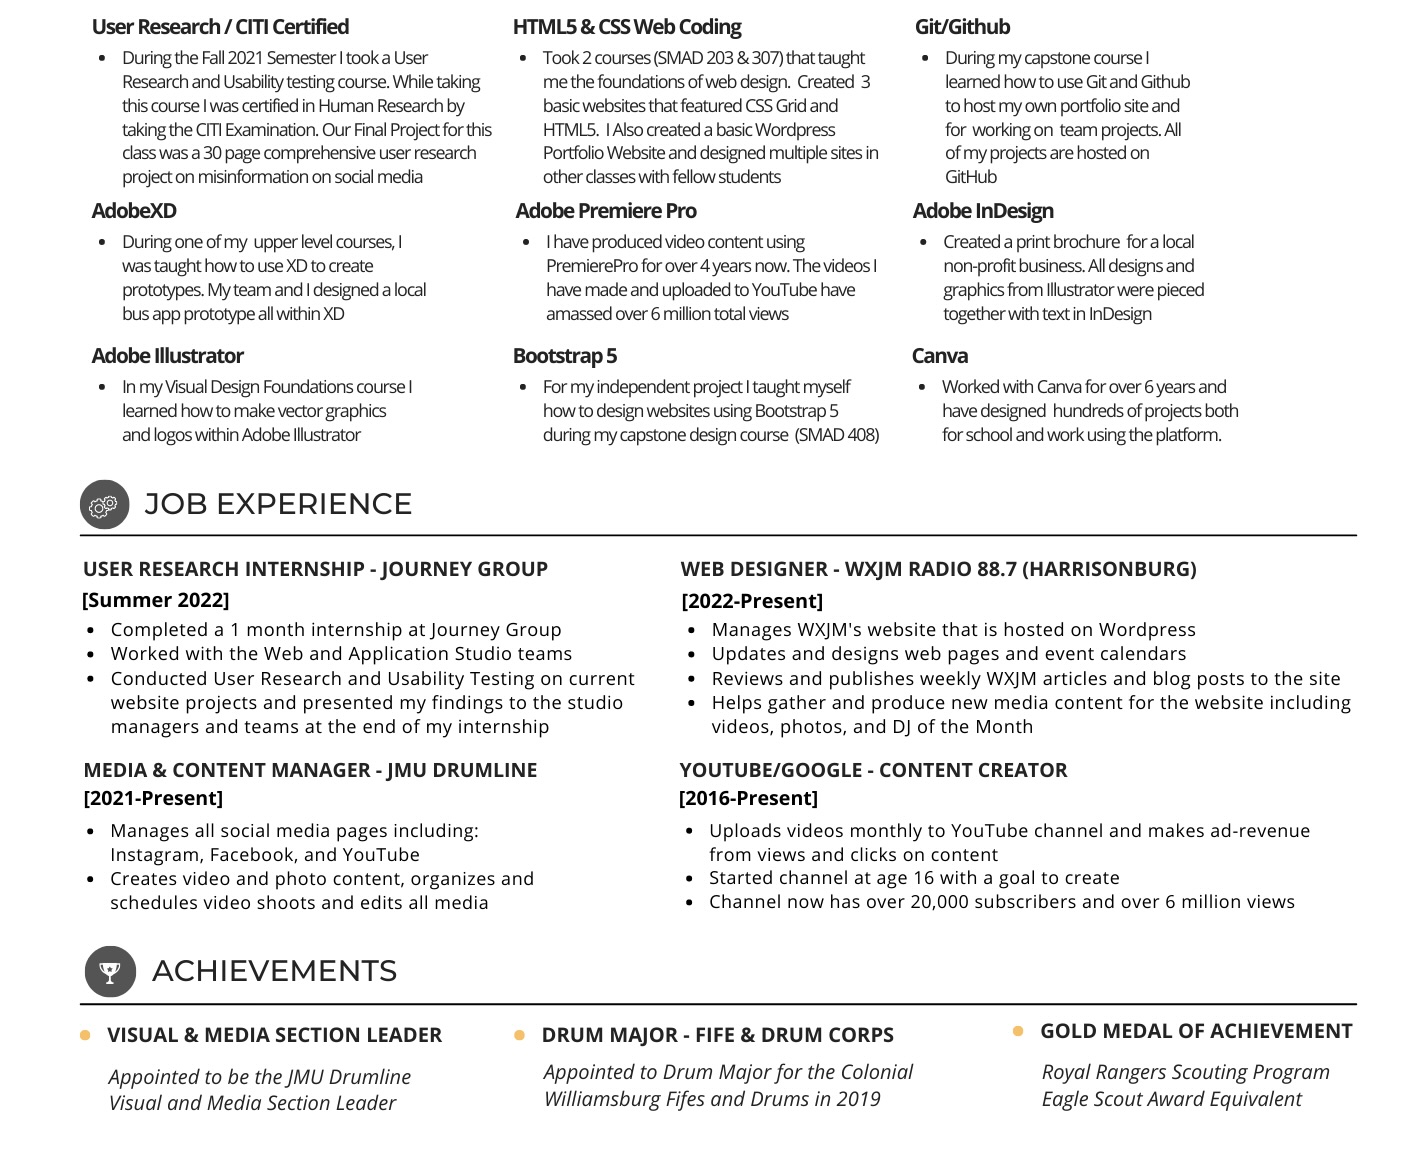 User Research / CITI Certified
During the Fall 2021 Semester I took a User
Research and Usability testing course. While taking
this course I was certified in Human Research by
taking the CITI Examination. Our Final Project for this
class was a 30 page comprehensive user research
project on misinformation on social media
HTML5 & CSS Web Coding
Took 2 courses (SMAD 203 & 307) that taught
me the foundations of web design. Created 3
basic websites that featured CSS Grid and
HTML5. I Also created a basic Wordpress
Portfolio Website and designed multiple sites in
other classes with fellow students
Git/Github
During my capstone course I
learned how to use Git and Github
to host my own portfolio site and
for working on team projects. All
of my projects are hosted on
GitHub
AdobeXD
During one of my upper level courses, I
was taught how to use XD to create
prototypes. My team and I designed a local
bus app prototype all within XD
Adobe Premiere Pro
I have produced video content using
PremierePro for over 4 years now. The videos I
have made and uploaded to YouTube have
amassed over 6 million total views
Adobe InDesign
Created a print brochure for a local
non-profit business. All designs and
graphics from Illustrator were pieced
together with text in InDesign
Adobe Illustrator
In my Visual Design Foundations course I
learned how to make vector graphics
and logos within Adobe Illustrator
Bootstrap 5
For my independent project I taught myself
how to design websites using Bootstrap 5
during my capstone design course (SMAD 408)
Canva
Worked with Canva for over 6 years and
have designed hundreds of projects both
for school and work using the platform.
JOB EXPERIENCE
USER RESEARCH INTERNSHIP - JOURNEY GROUP
[Summer 2022]
Completed a 1 month internship at Journey Group
Worked with the Web and Application Studio teams
Conducted User Research and Usability Testing on current
website projects and presented my findings to the studio
managers and teams at the end of my internship
WEB DESIGNER - WXJM RADIO 88.7 (HARRISONBURG)
[2022-Present]
Manages WXJM's website that is hosted on Wordpress
Updates and designs web pages and event calendars
Reviews and publishes weekly WXJM articles and blog posts to the site
Helps gather and produce new media content for the website including
videos, photos, and DJ of the Month
MEDIA & CONTENT MANAGER - JMU DRUMLINE
[2021-Present]
Manages all social media pages including:
Instagram, Facebook, and YouTube
Creates video and photo content, organizes and
schedules video shoots and edits all media
YOUTUBE/GOOGLE - CONTENT CREATOR
[2016-Present]
Uploads videos monthly to YouTube channel and makes ad-revenue
from views and clicks on content
Started channel at age 16 with a goal to create
Channel now has over 20,000 subscribers and over 6 million views
ACHIEVEMENTS
VISUAL & MEDIA SECTION LEADER
Appointed to be the JMU Drumline
Visual and Media Section Leader
DRUM MAJOR - FIFE & DRUM CORPS
Appointed to Drum Major for the Colonial
Williamsburg Fifes and Drums in 2019
GOLD MEDAL OF ACHIEVEMENT
Royal Rangers Scouting Program
Eagle Scout Award Equivalent